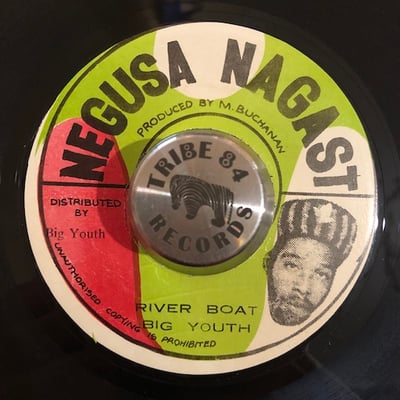 NEGUSA NAGAST
PRODUCED BY M. BUCHANAN
TRIBE 84
RECORDS
DISTRIBUTED
BY
Big Youth
UNAUTHORISED COPYING IS PROHIBITED
RIVER BOAT
BIG YOUTH